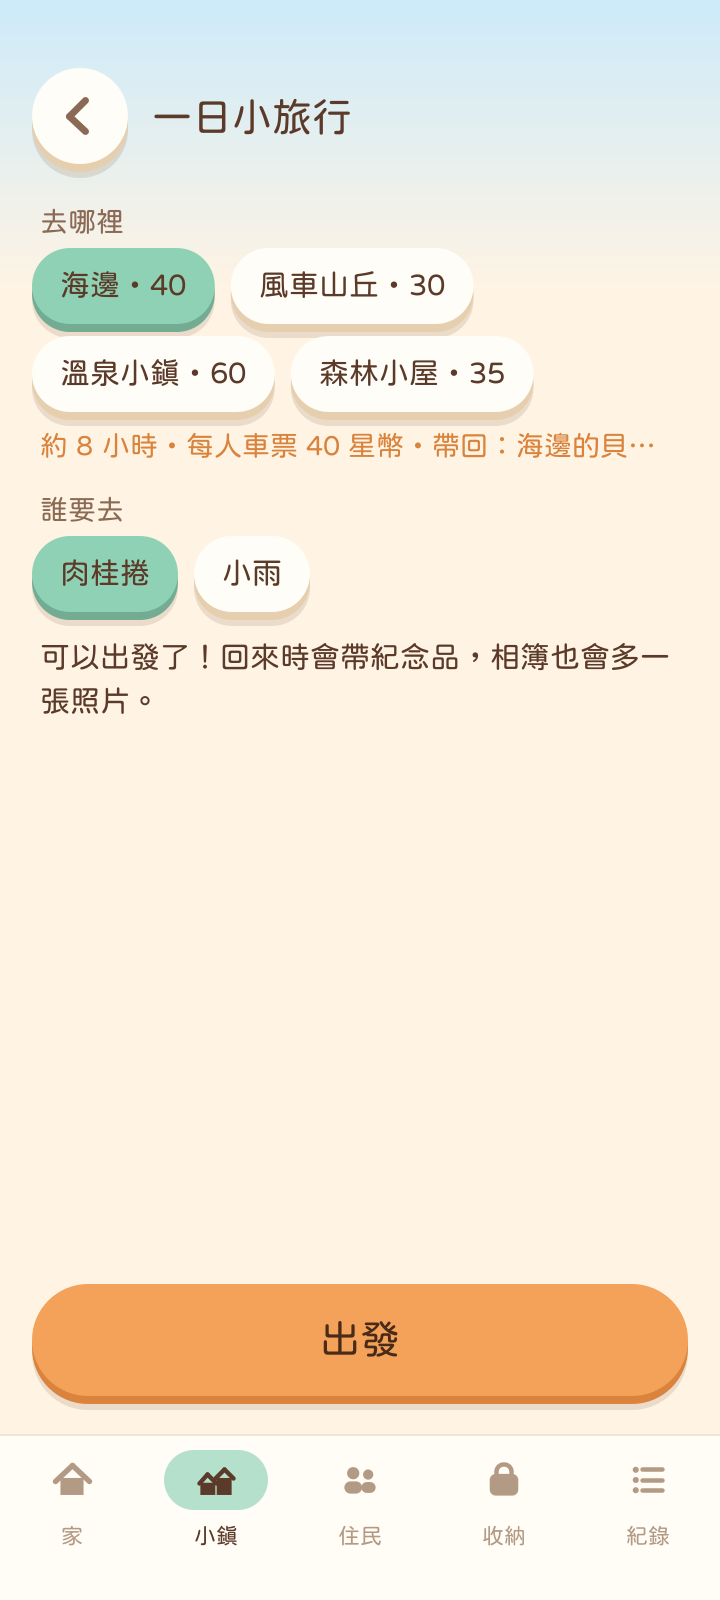 一日小旅行
去哪裡
海邊・40
風車山丘・30
溫泉小鎮・60
森林小屋・35
約 8 小時・每人車票 40 星幣・帶回：海邊的貝⋯
誰要去
肉桂捲
小雨
可以出發了！回來時會帶紀念品，相簿也會多一
張照片。
出發
家
小鎮
住民
收納
紀錄